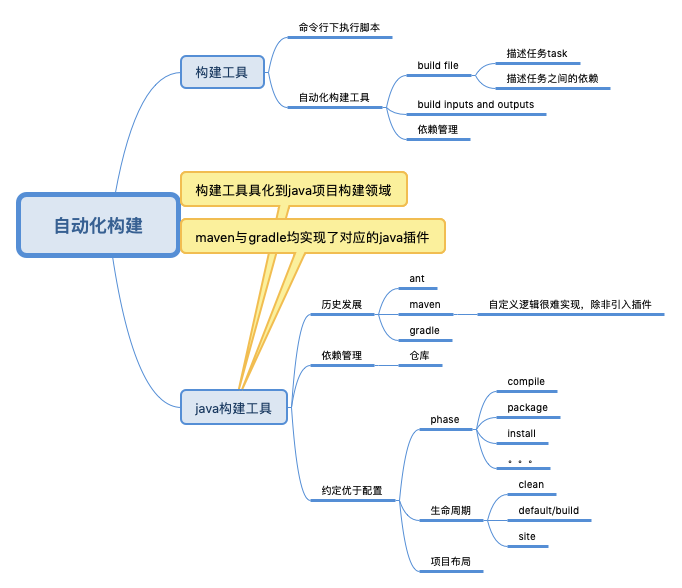 自动化构建
构建工具
命令行下执行脚本
自动化构建工具
build file
描述任务task
描述任务之间的依赖
build inputs and outputs
依赖管理
构建工具具化到java项目构建领域
maven与gradle均实现了对应的java插件
java构建工具
历史发展
ant
maven
自定义逻辑很难实现，除非引入插件
gradle
依赖管理
仓库
约定优于配置
phase
compile
package
install
。。。
生命周期
clean
default/build
site
项目布局